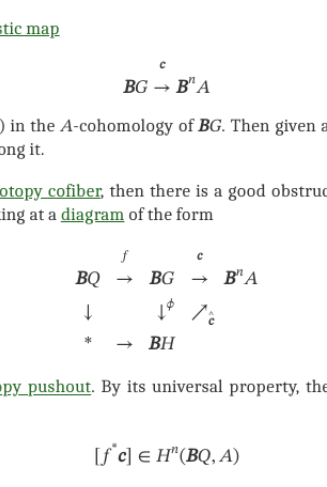 stic map
c
BG → BⁿA
) in the A-cohomology of BG. Then given a
ong it.
otopy cofiber, then there is a good obstruc
king at a diagram of the form
f c
BQ → BG → BⁿA
↓ ↓ϕ ↗ĉ
* → BH
opy pushout. By its universal property, the
[f*c] ∈ Hⁿ(BQ, A)